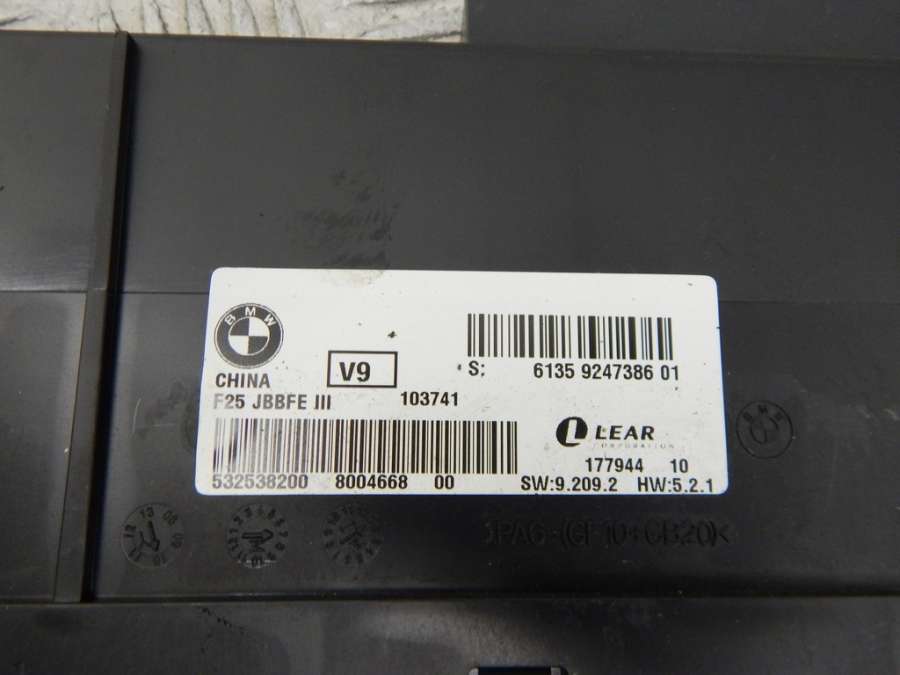 BMW
CHINA
V9
S: 6135 9247386 01
F25 JBBFE III 103741
LEAR
CORPORATION
532538200 8004668 00
177944 10
SW:9.209.2 HW:5.2.1
BMW
>PA6-(GF10+GB20)<